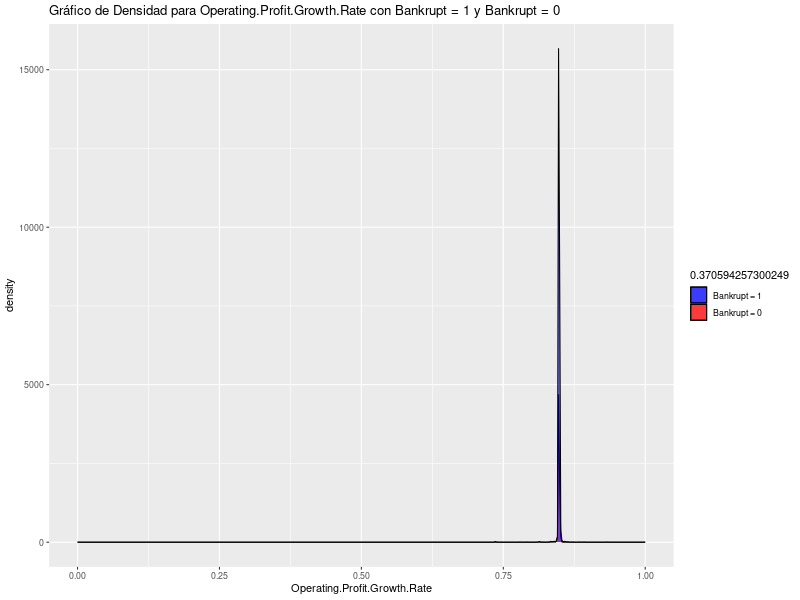 Gráfico de Densidad para Operating.Profit.Growth.Rate con Bankrupt = 1 y Bankrupt = 0
15000
10000
5000
0
density
0.00
0.25
0.50
0.75
1.00
Operating.Profit.Growth.Rate
0.370594257300249
Bankrupt = 1
Bankrupt = 0